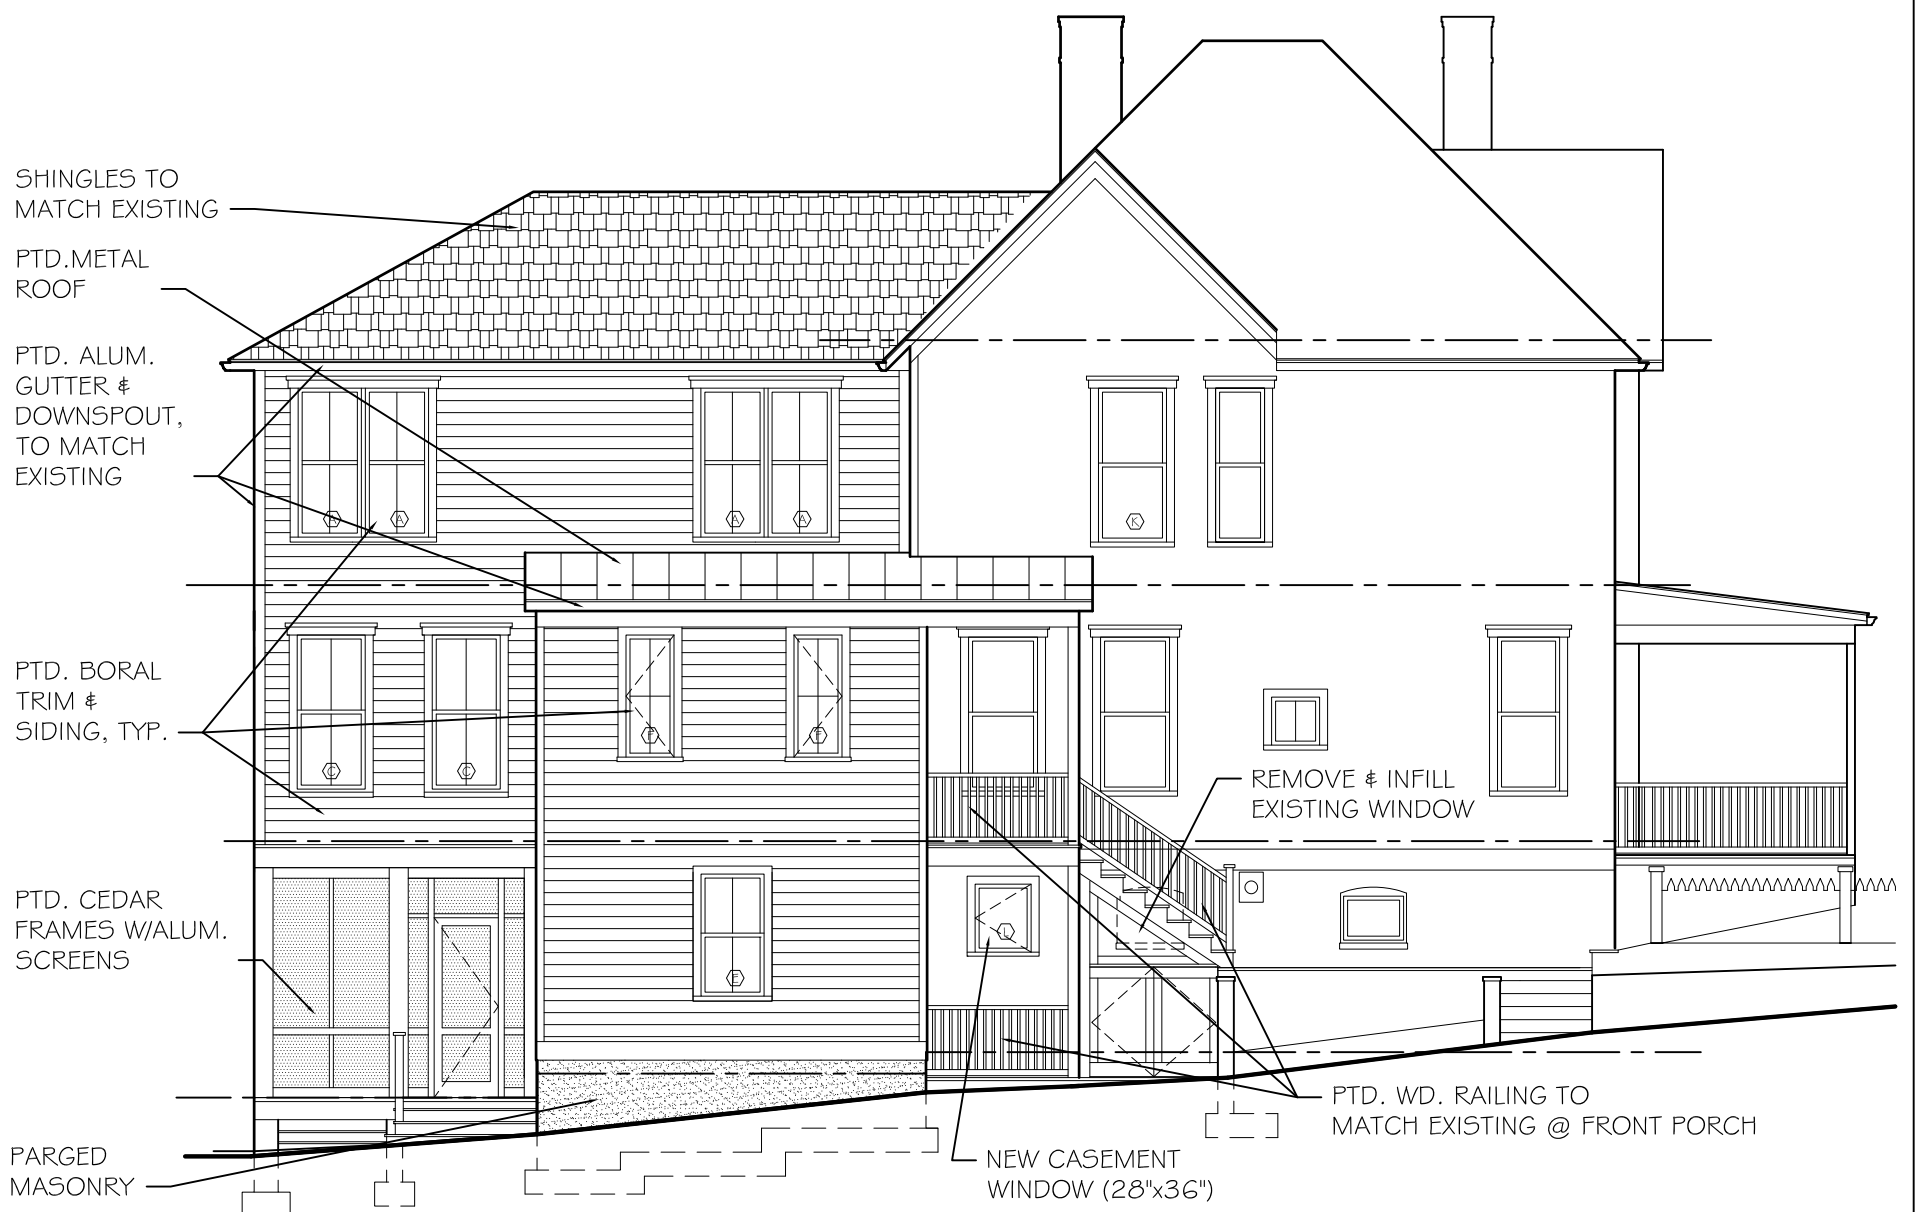 SHINGLES TO
MATCH EXISTING
PTD.METAL
ROOF
PTD. ALUM.
GUTTER &
DOWNSPOUT,
TO MATCH
EXISTING
A
A
A
A
K
PTD. BORAL
TRIM &
SIDING, TYP.
C
C
F
F
REMOVE & INFILL
EXISTING WINDOW
PTD. CEDAR
FRAMES W/ALUM.
SCREENS
E
L
PTD. WD. RAILING TO
MATCH EXISTING @ FRONT PORCH
PARGED
MASONRY
NEW CASEMENT
WINDOW (28"x36")